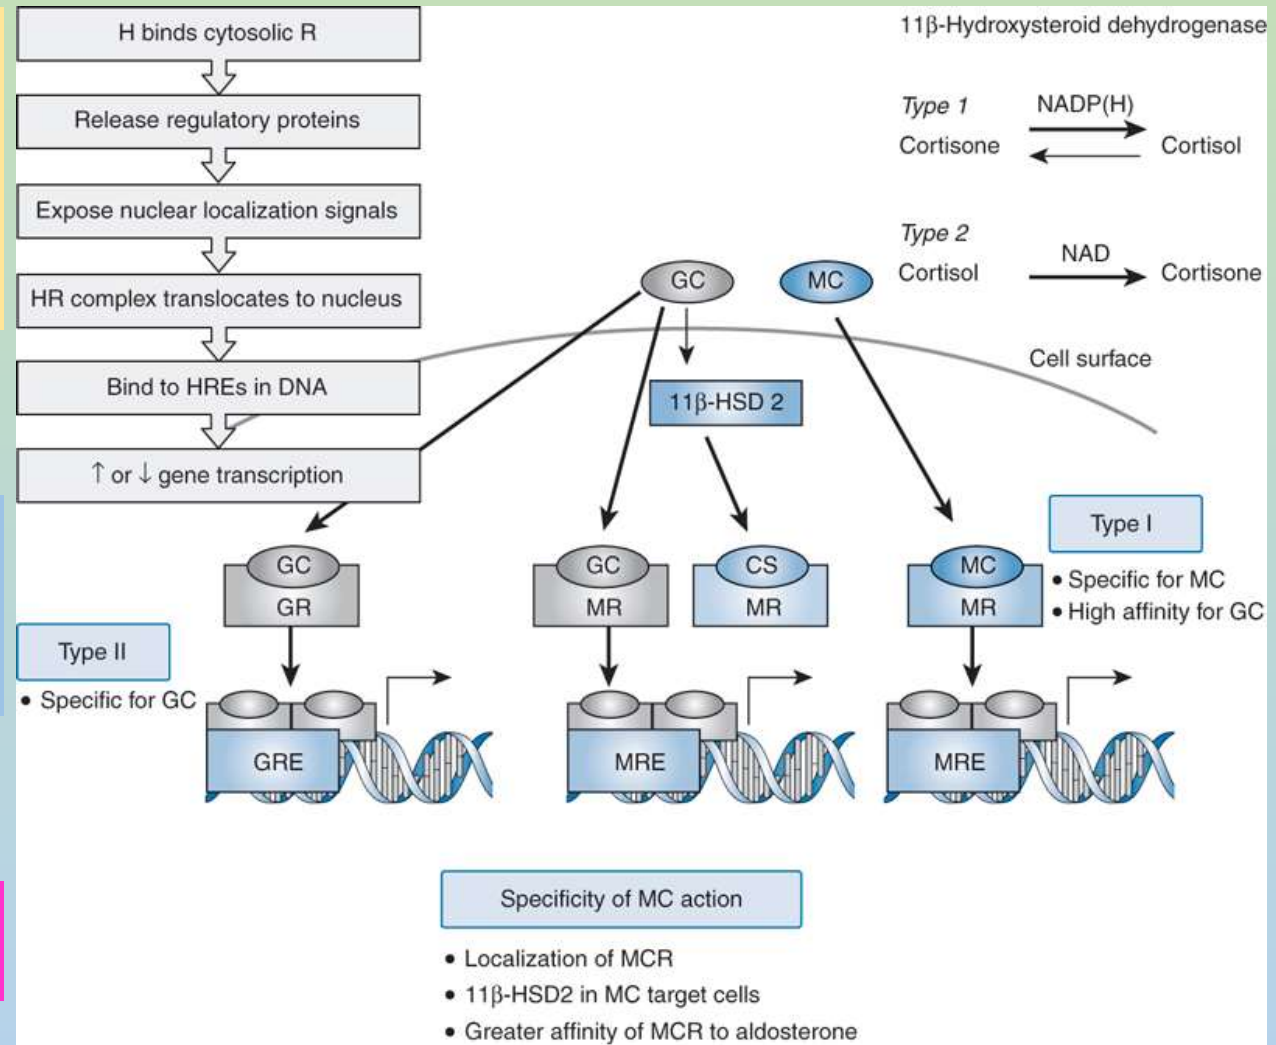 H binds cytosolic R
Release regulatory proteins
Expose nuclear localization signals
HR complex translocates to nucleus
Bind to HREs in DNA
↑ or ↓ gene transcription
11β-Hydroxysteroid dehydrogenase
Type 1
NADP(H)
Cortisone
Cortisol
Type 2
NAD
Cortisol
Cortisone
GC
MC
Cell surface
11β-HSD 2
Type I
• Specific for MC
• High affinity for GC
GC
GR
GC
MR
CS
MR
MC
MR
Type II
• Specific for GC
GRE
MRE
MRE
Specificity of MC action
• Localization of MCR
• 11β-HSD2 in MC target cells
• Greater affinity of MCR to aldosterone